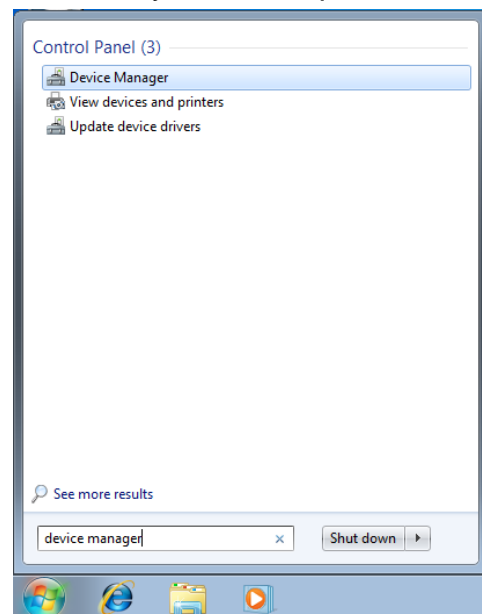 Control Panel (3)
Device Manager
View devices and printers
Update device drivers
See more results
device manager
Shut down